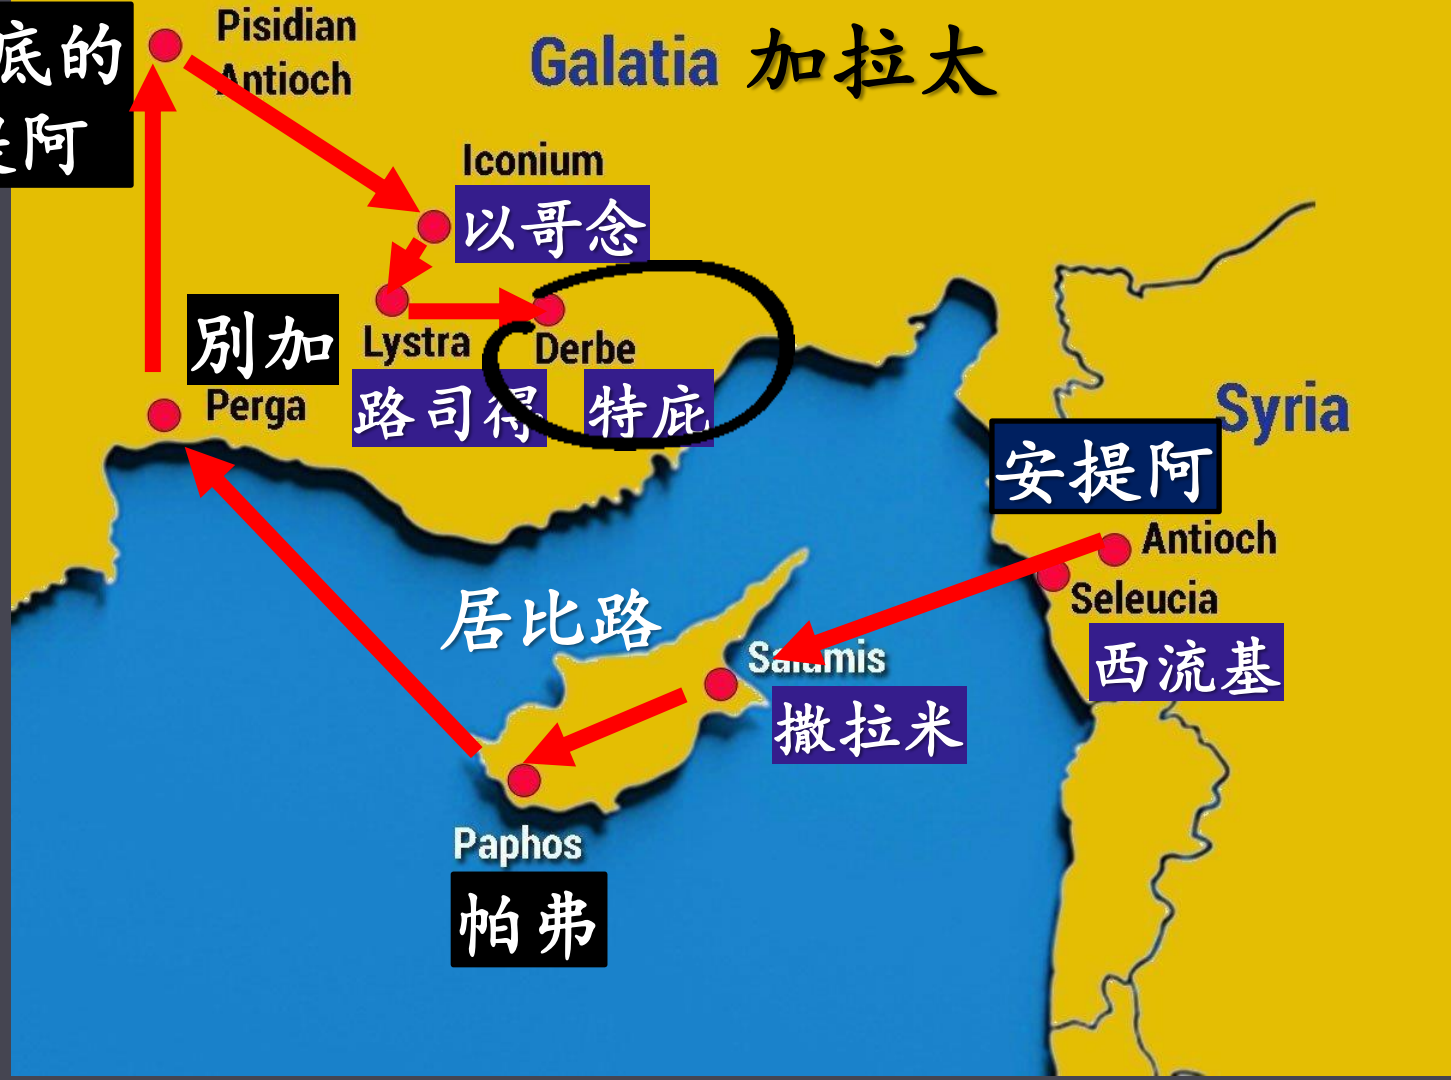 底的
阿
Pisidian
Antioch
Galatia 加拉太
Iconium
以哥念
別加
Perga
Lystra
路司得
Derbe
特庇
Syria
安提阿
Antioch
Seleucia
西流基
居比路
Salamis
撒拉米
Paphos
帕弗